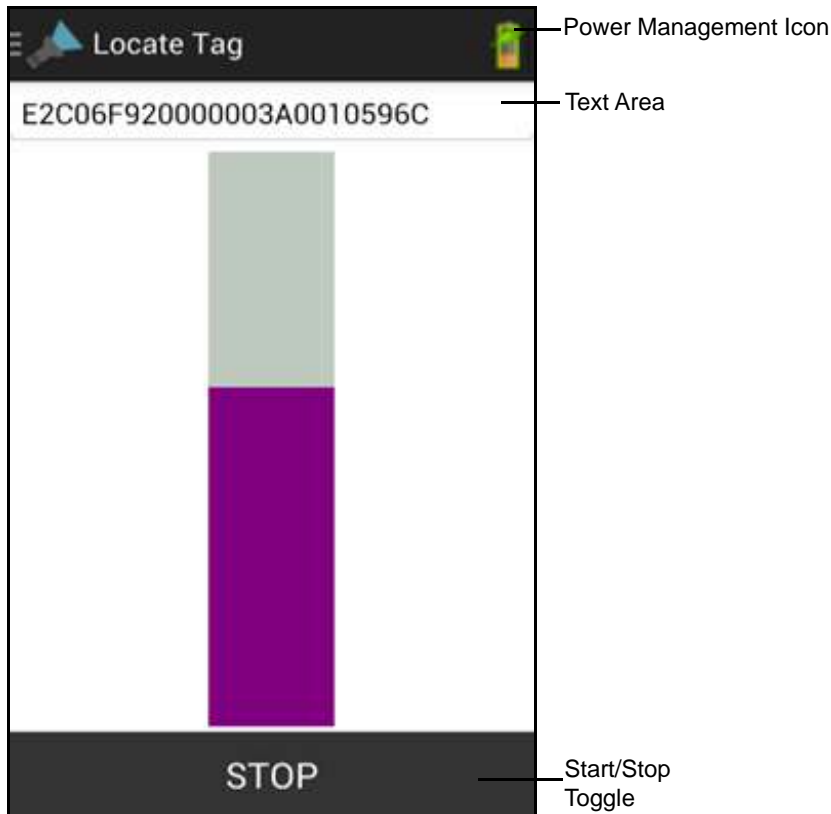 Locate Tag
Power Management Icon
E2C06F920000003A0010596C
Text Area
STOP
Start/Stop
Toggle